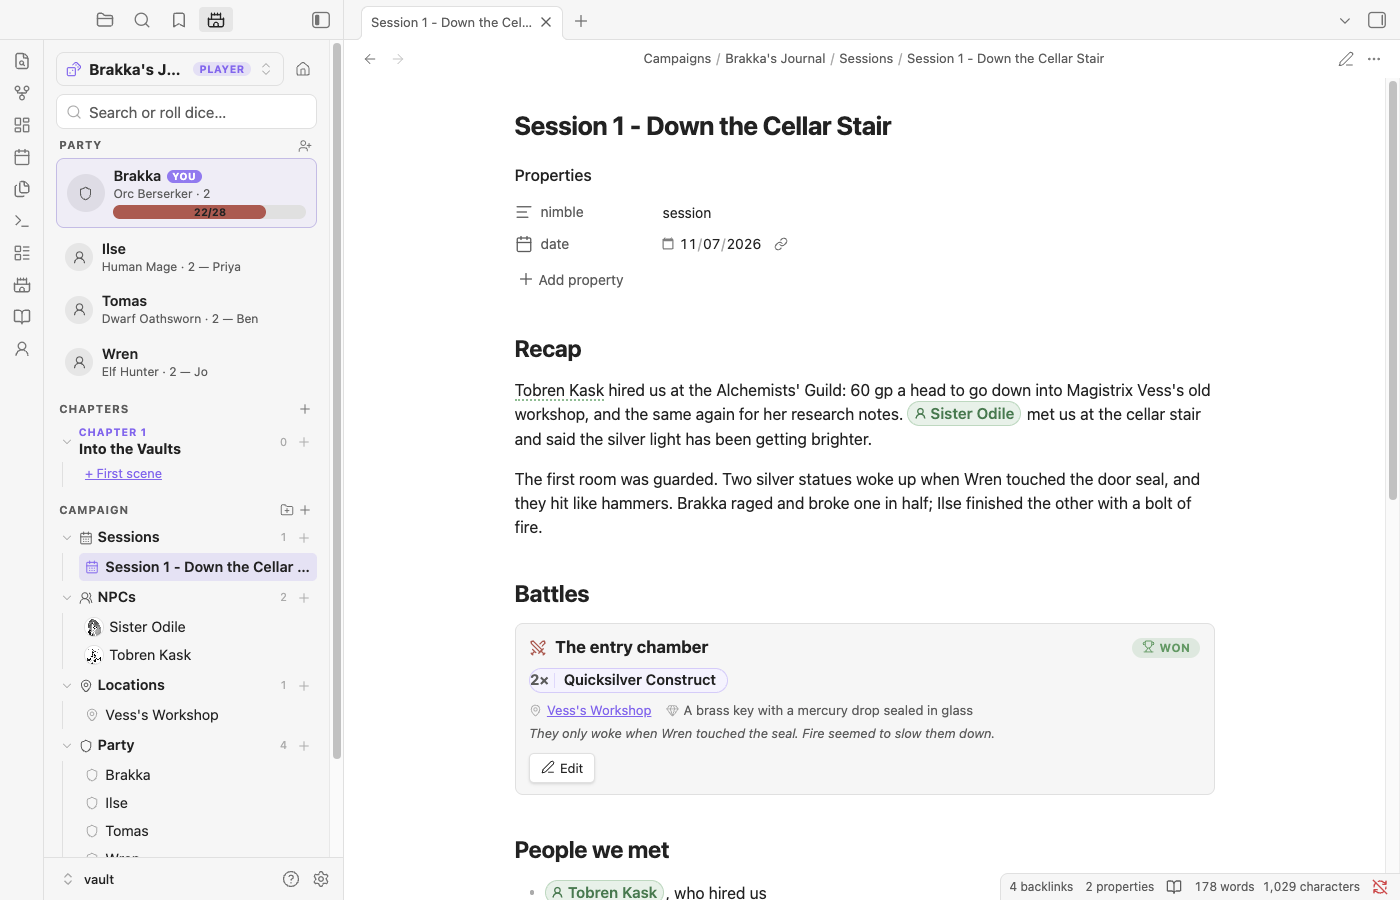 Session 1 - Down the Cel...
Brakka's J... PLAYER
Search or roll dice...
PARTY
Brakka YOU
Orc Berserker · 2
22/28
Ilse
Human Mage · 2 — Priya
Tomas
Dwarf Oathsworn · 2 — Ben
Wren
Elf Hunter · 2 — Jo
CHAPTERS
CHAPTER 1
Into the Vaults 0
+ First scene
CAMPAIGN
Sessions 1
Session 1 - Down the Cellar ...
NPCs 2
Sister Odile
Tobren Kask
Locations 1
Vess's Workshop
Party 4
Brakka
Ilse
Tomas
Wren
vault
Campaigns / Brakka's Journal / Sessions / Session 1 - Down the Cellar Stair
Session 1 - Down the Cellar Stair
Properties
nimble session
date 11/07/2026
Add property
Recap
Tobren Kask hired us at the Alchemists' Guild: 60 gp a head to go down into Magistrix Vess's old
workshop, and the same again for her research notes. Sister Odile met us at the cellar stair
and said the silver light has been getting brighter.
The first room was guarded. Two silver statues woke up when Wren touched the door seal, and
they hit like hammers. Brakka raged and broke one in half; Ilse finished the other with a bolt of
fire.
Battles
The entry chamber WON
2× Quicksilver Construct
Vess's Workshop A brass key with a mercury drop sealed in glass
They only woke when Wren touched the seal. Fire seemed to slow them down.
Edit
People we met
• Tobren Kask, who hired us
4 backlinks 2 properties 178 words 1,029 characters